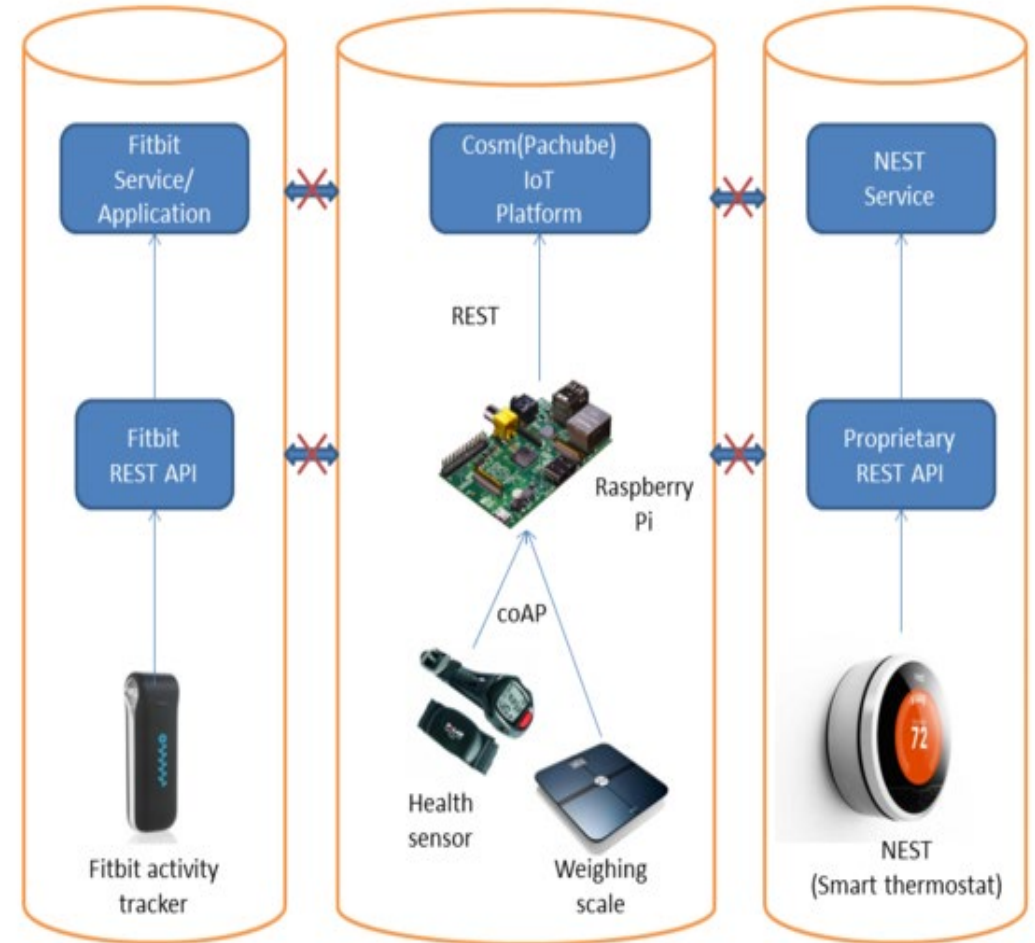 Fitbit
Service/
Application
Cosm(Pachube)
IoT
Platform
NEST
Service
REST
Fitbit
REST API
Raspberry
Pi
Proprietary
REST API
coAP
72
Health
sensor
Fitbit activity
tracker
Weighing
scale
NEST
(Smart thermostat)